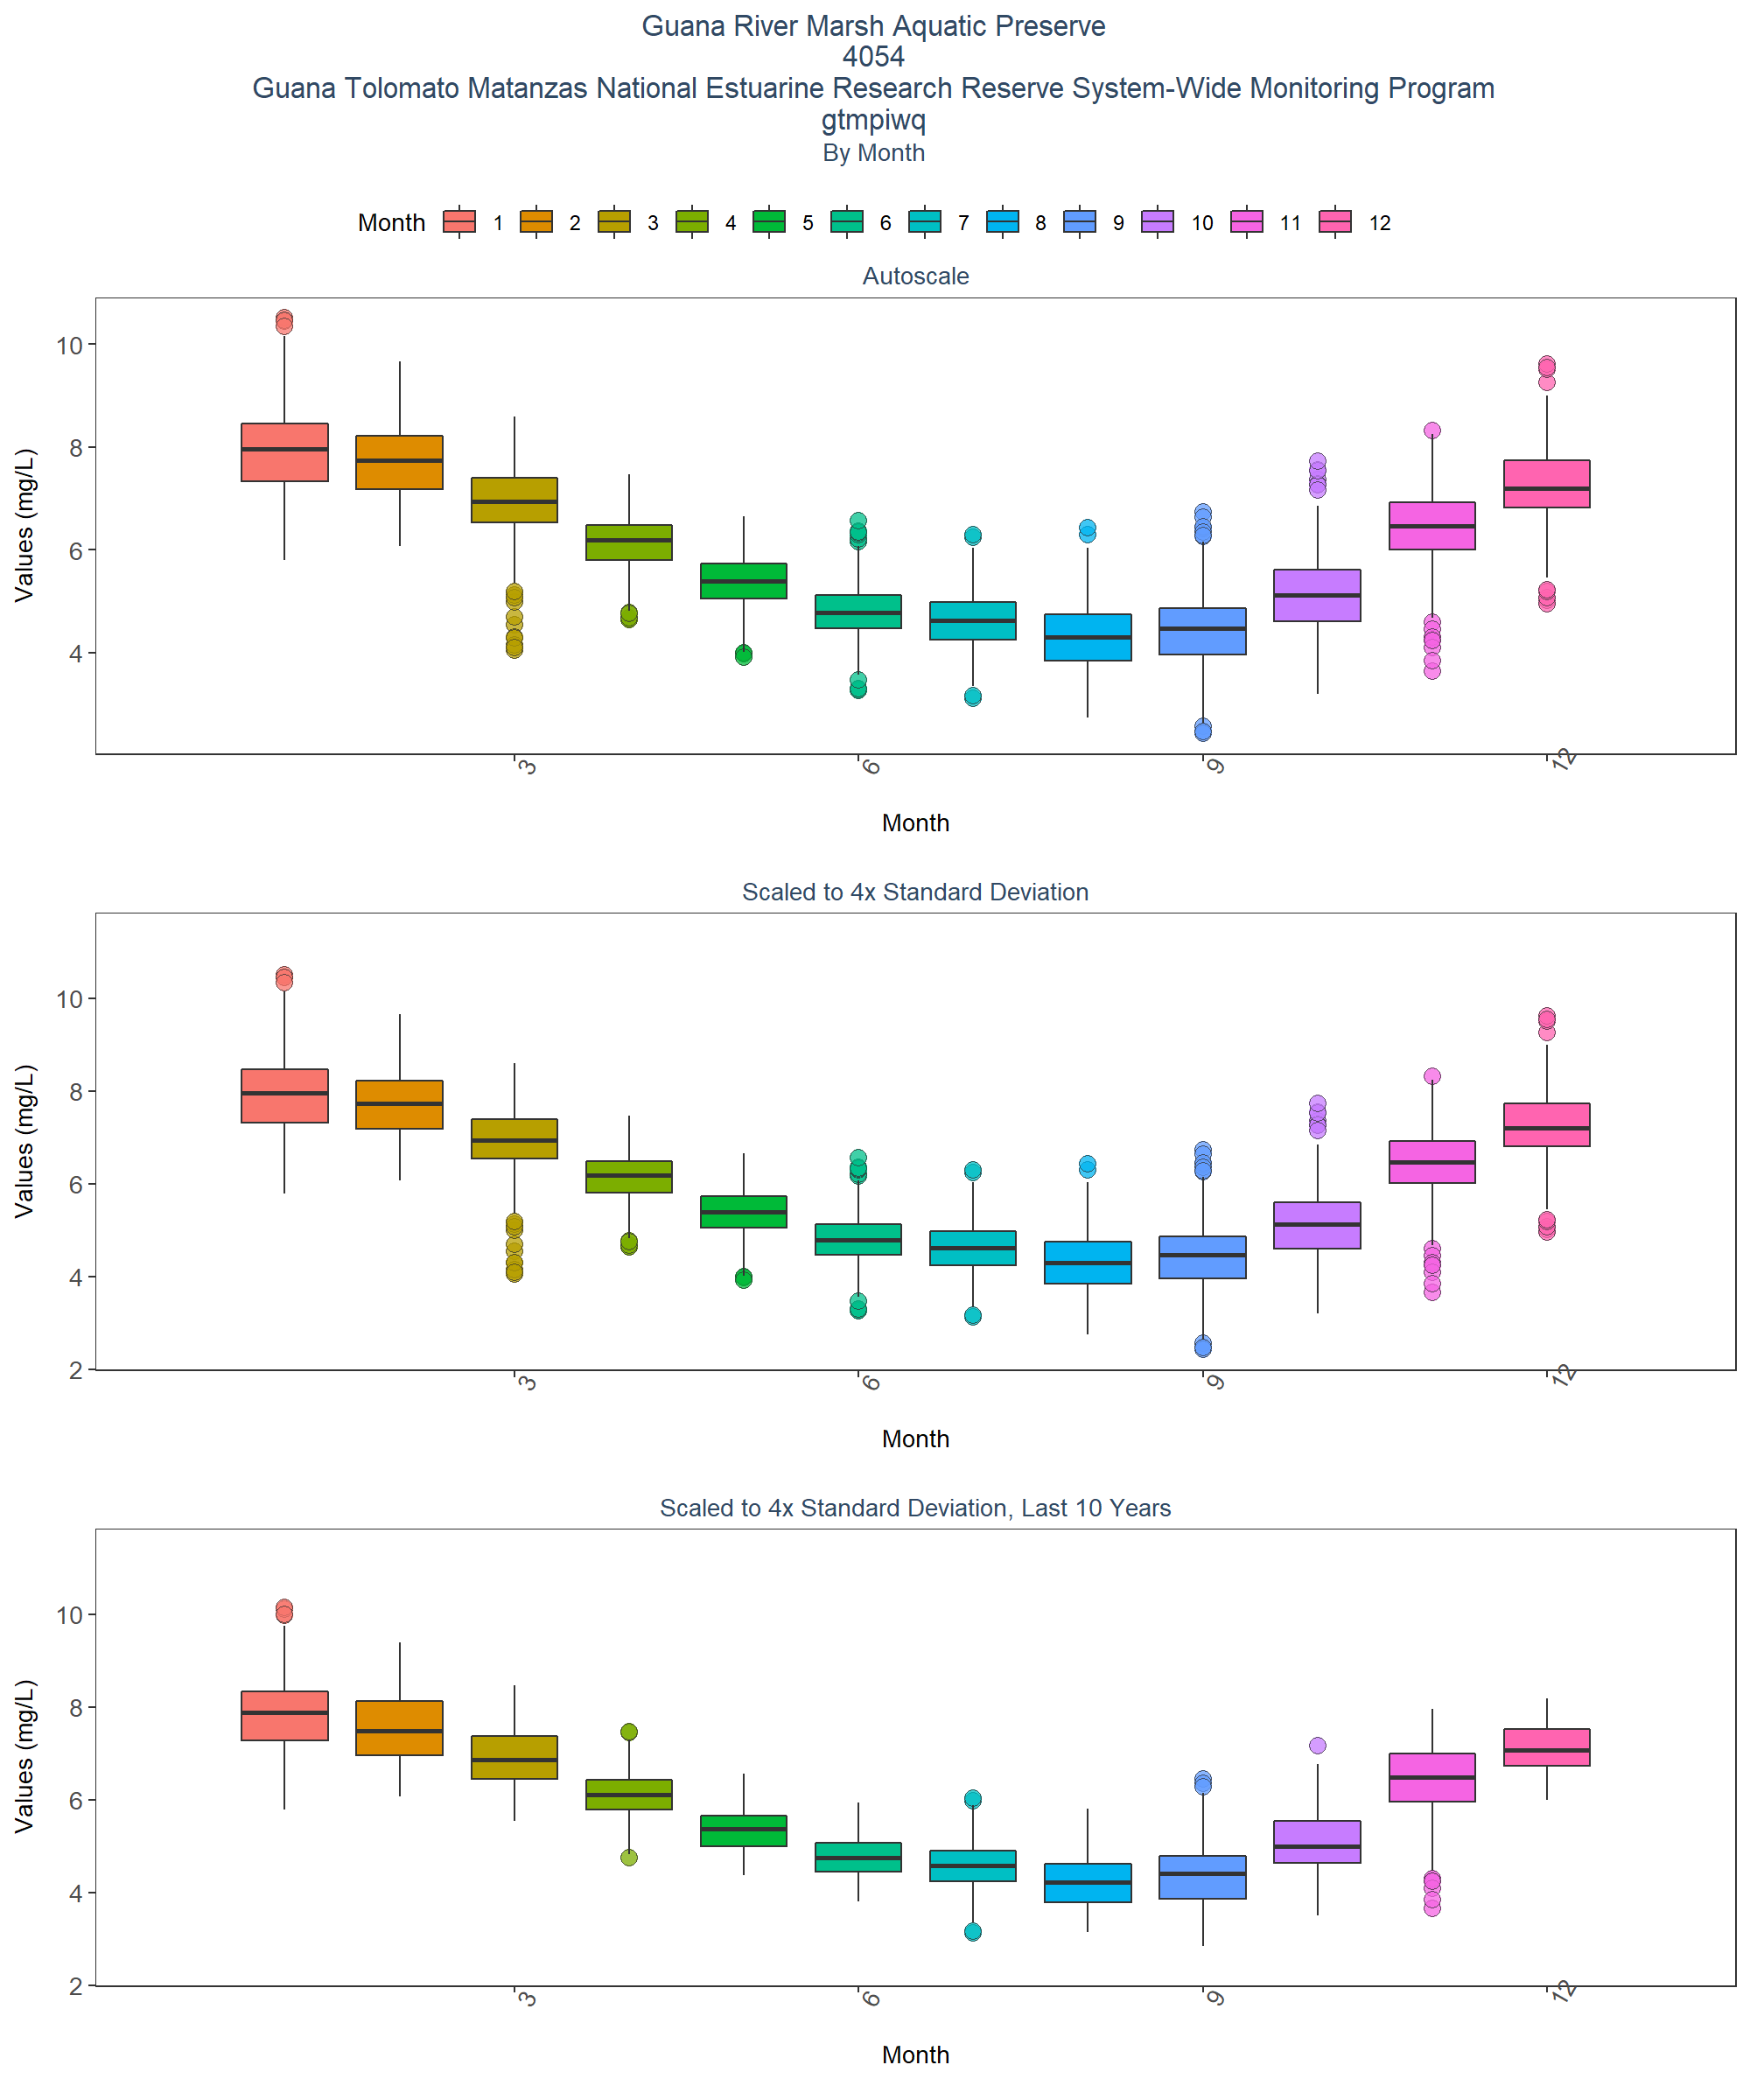 Guana River Marsh Aquatic Preserve
4054
Guana Tolomato Matanzas National Estuarine Research Reserve System-Wide Monitoring Program
gtmpiwq
By Month
Month 1 2 3 4 5 6 7 8 9 10 11 12
Autoscale
Values (mg/L)
10
8
6
4
3 6 9 12
Month
Scaled to 4x Standard Deviation
Values (mg/L)
10
8
6
4
2
3 6 9 12
Month
Scaled to 4x Standard Deviation, Last 10 Years
Values (mg/L)
10
8
6
4
2
3 6 9 12
Month